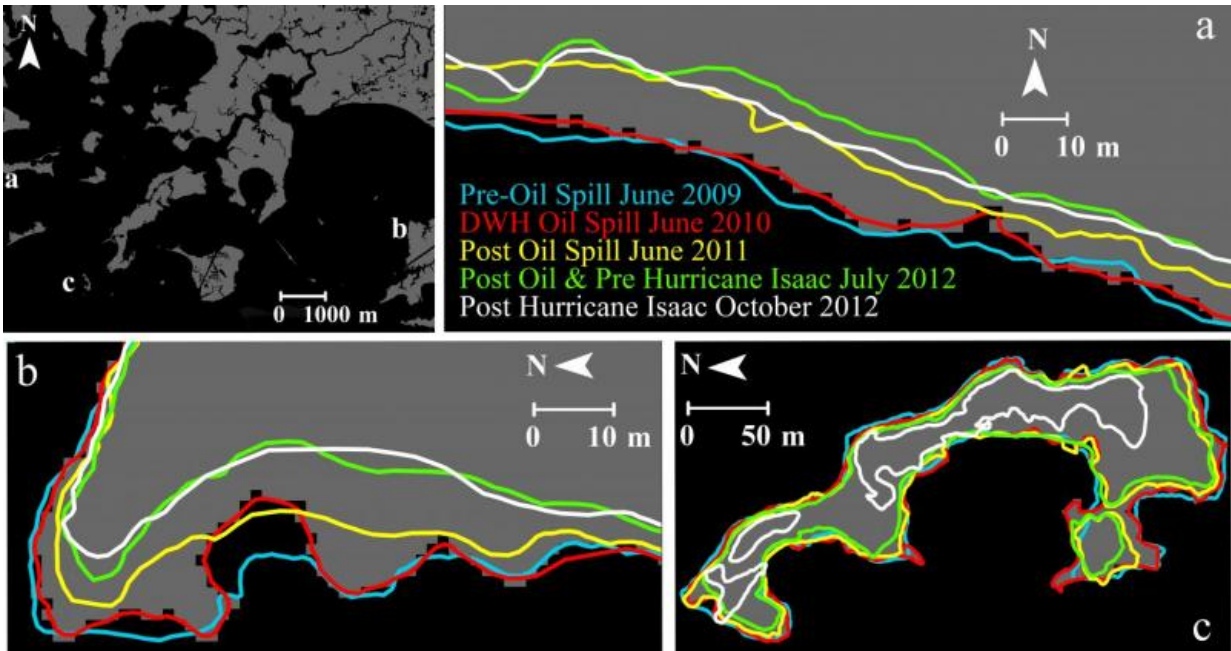 N
a
b
c
0 1000 m
a
N
0 10 m
Pre-Oil Spill June 2009
DWH Oil Spill June 2010
Post Oil Spill June 2011
Post Oil & Pre Hurricane Isaac July 2012
Post Hurricane Isaac October 2012
b
N
0 10 m
N
0 50 m
c